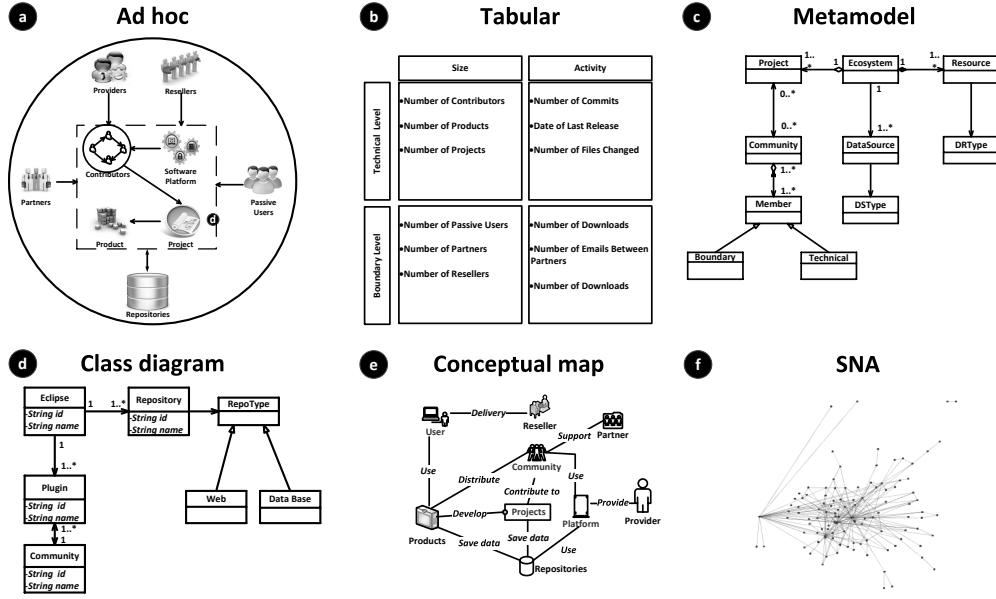 a
Ad hoc
Providers
Resellers
Contributors
Software
Platform
Partners
Passive
Users
d
Product
Project
Repositories
b
Tabular
Size
Activity
Technical Level
•Number of Contributors
•Number of Products
•Number of Projects
•Number of Commits
•Date of Last Release
•Number of Files Changed
Boundary Level
•Number of Passive Users
•Number of Partners
•Number of Resellers
•Number of Downloads
•Number of Emails Between
Partners
•Number of Downloads
c
Metamodel
Project
1..
*
1
Ecosystem
1
1..
*
Resource
0..*
1
0..*
1..*
Community
DataSource
DRType
1..*
1..*
Member
DSType
Boundary
Technical
d
Class diagram
Eclipse
-String id
-String name
1
1..*
Repository
-String id
-String name
RepoType
1
1..*
Plugin
-String id
-String name
Web
Data Base
1..*
1
Community
-String id
-String name
e
Conceptual map
User
Delivery
Reseller
Support
Partner
Community
Use
Distribute
Use
Contribute to
Products
Develop
Projects
Platform
Provide
Provider
Save data
Save data
Use
Repositories
f
SNA